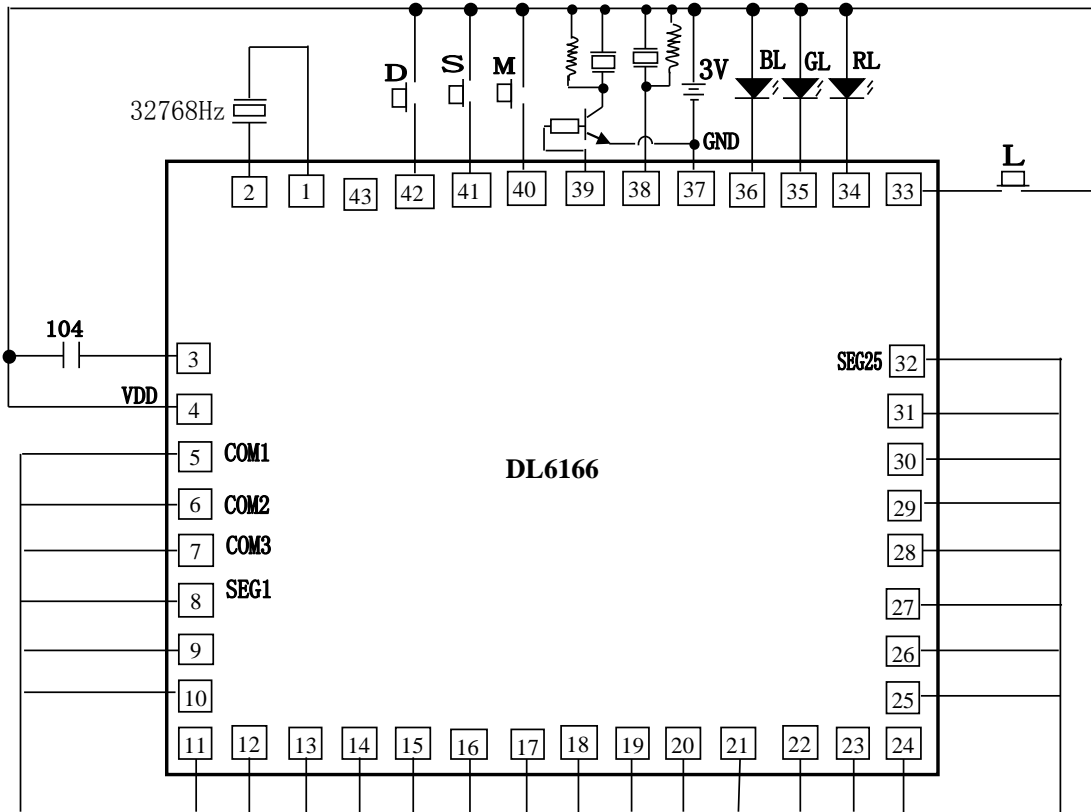 BL GL RL
3V
D S M
32768Hz
GND
L
2 1 43 42 41 40 39 38 37 36 35 34 33
104
3
SEG25 32
VDD
4
31
5 COM1
30
DL6166
6 COM2
29
7 COM3
28
8 SEG1
27
9
26
10
25
11 12 13 14 15 16 17 18 19 20 21 22 23 24